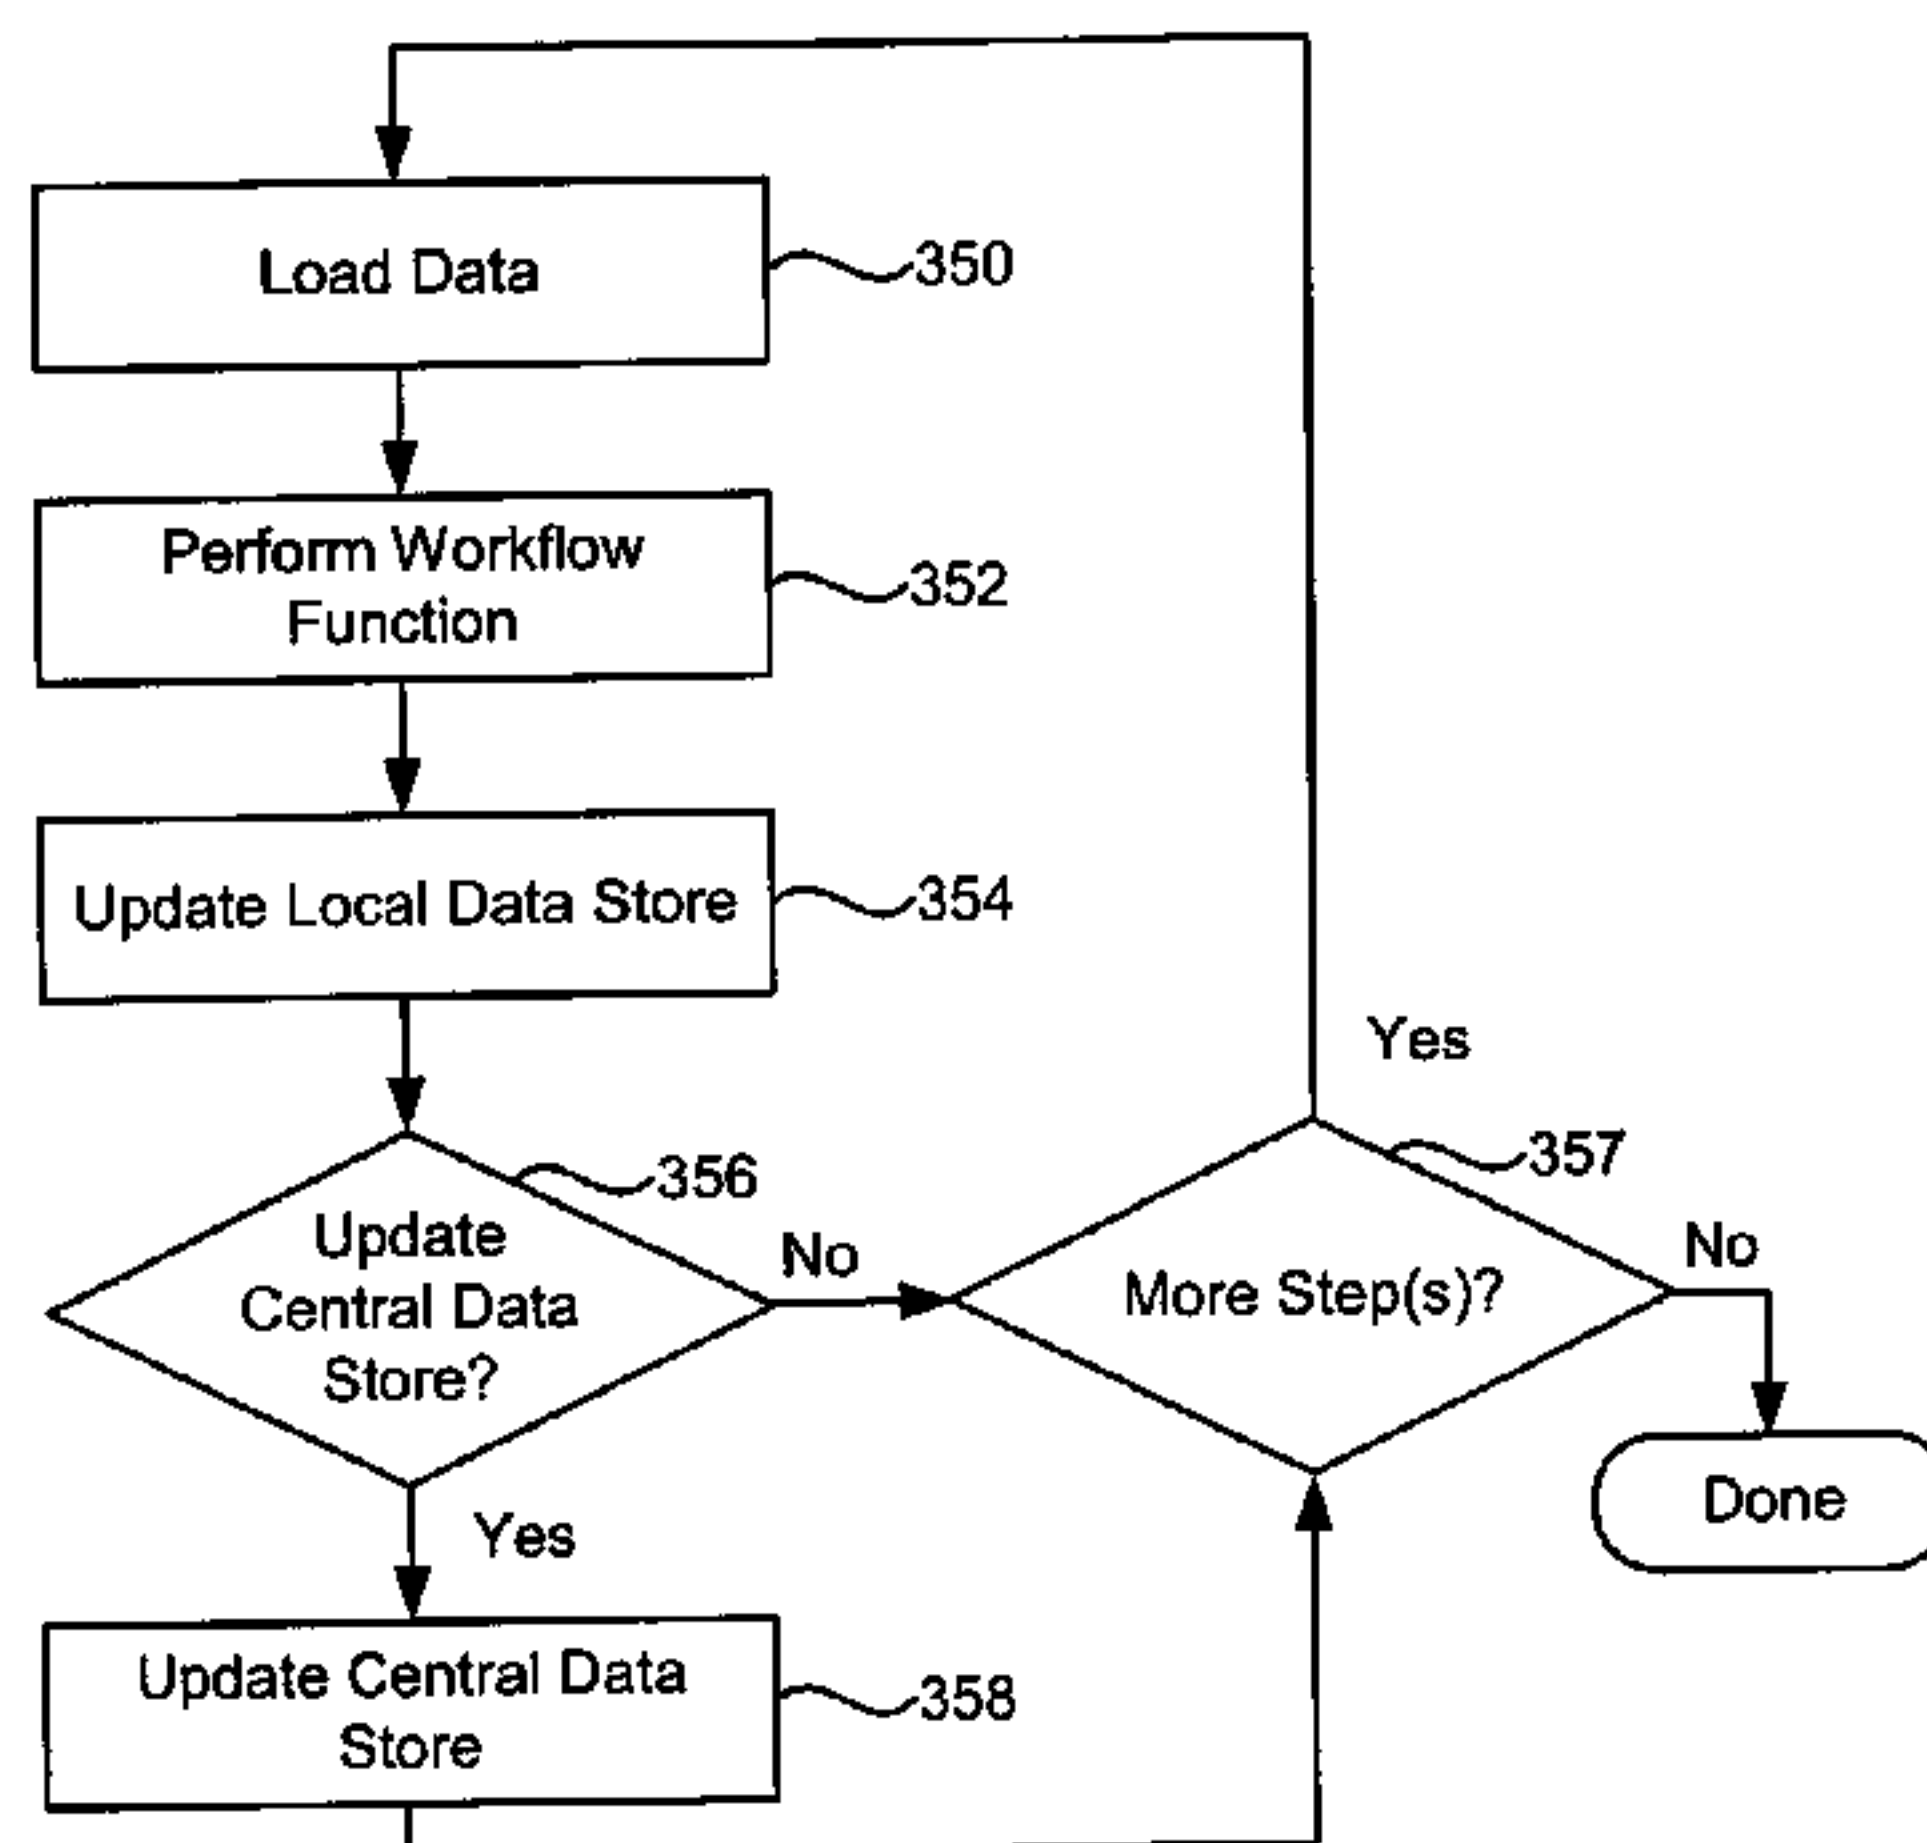 Load Data
350
Perform Workflow
Function
352
Update Local Data Store
354
Yes
356
357
Update
Central Data
Store?
No
More Step(s)?
No
Done
Yes
Update Central Data
Store
358